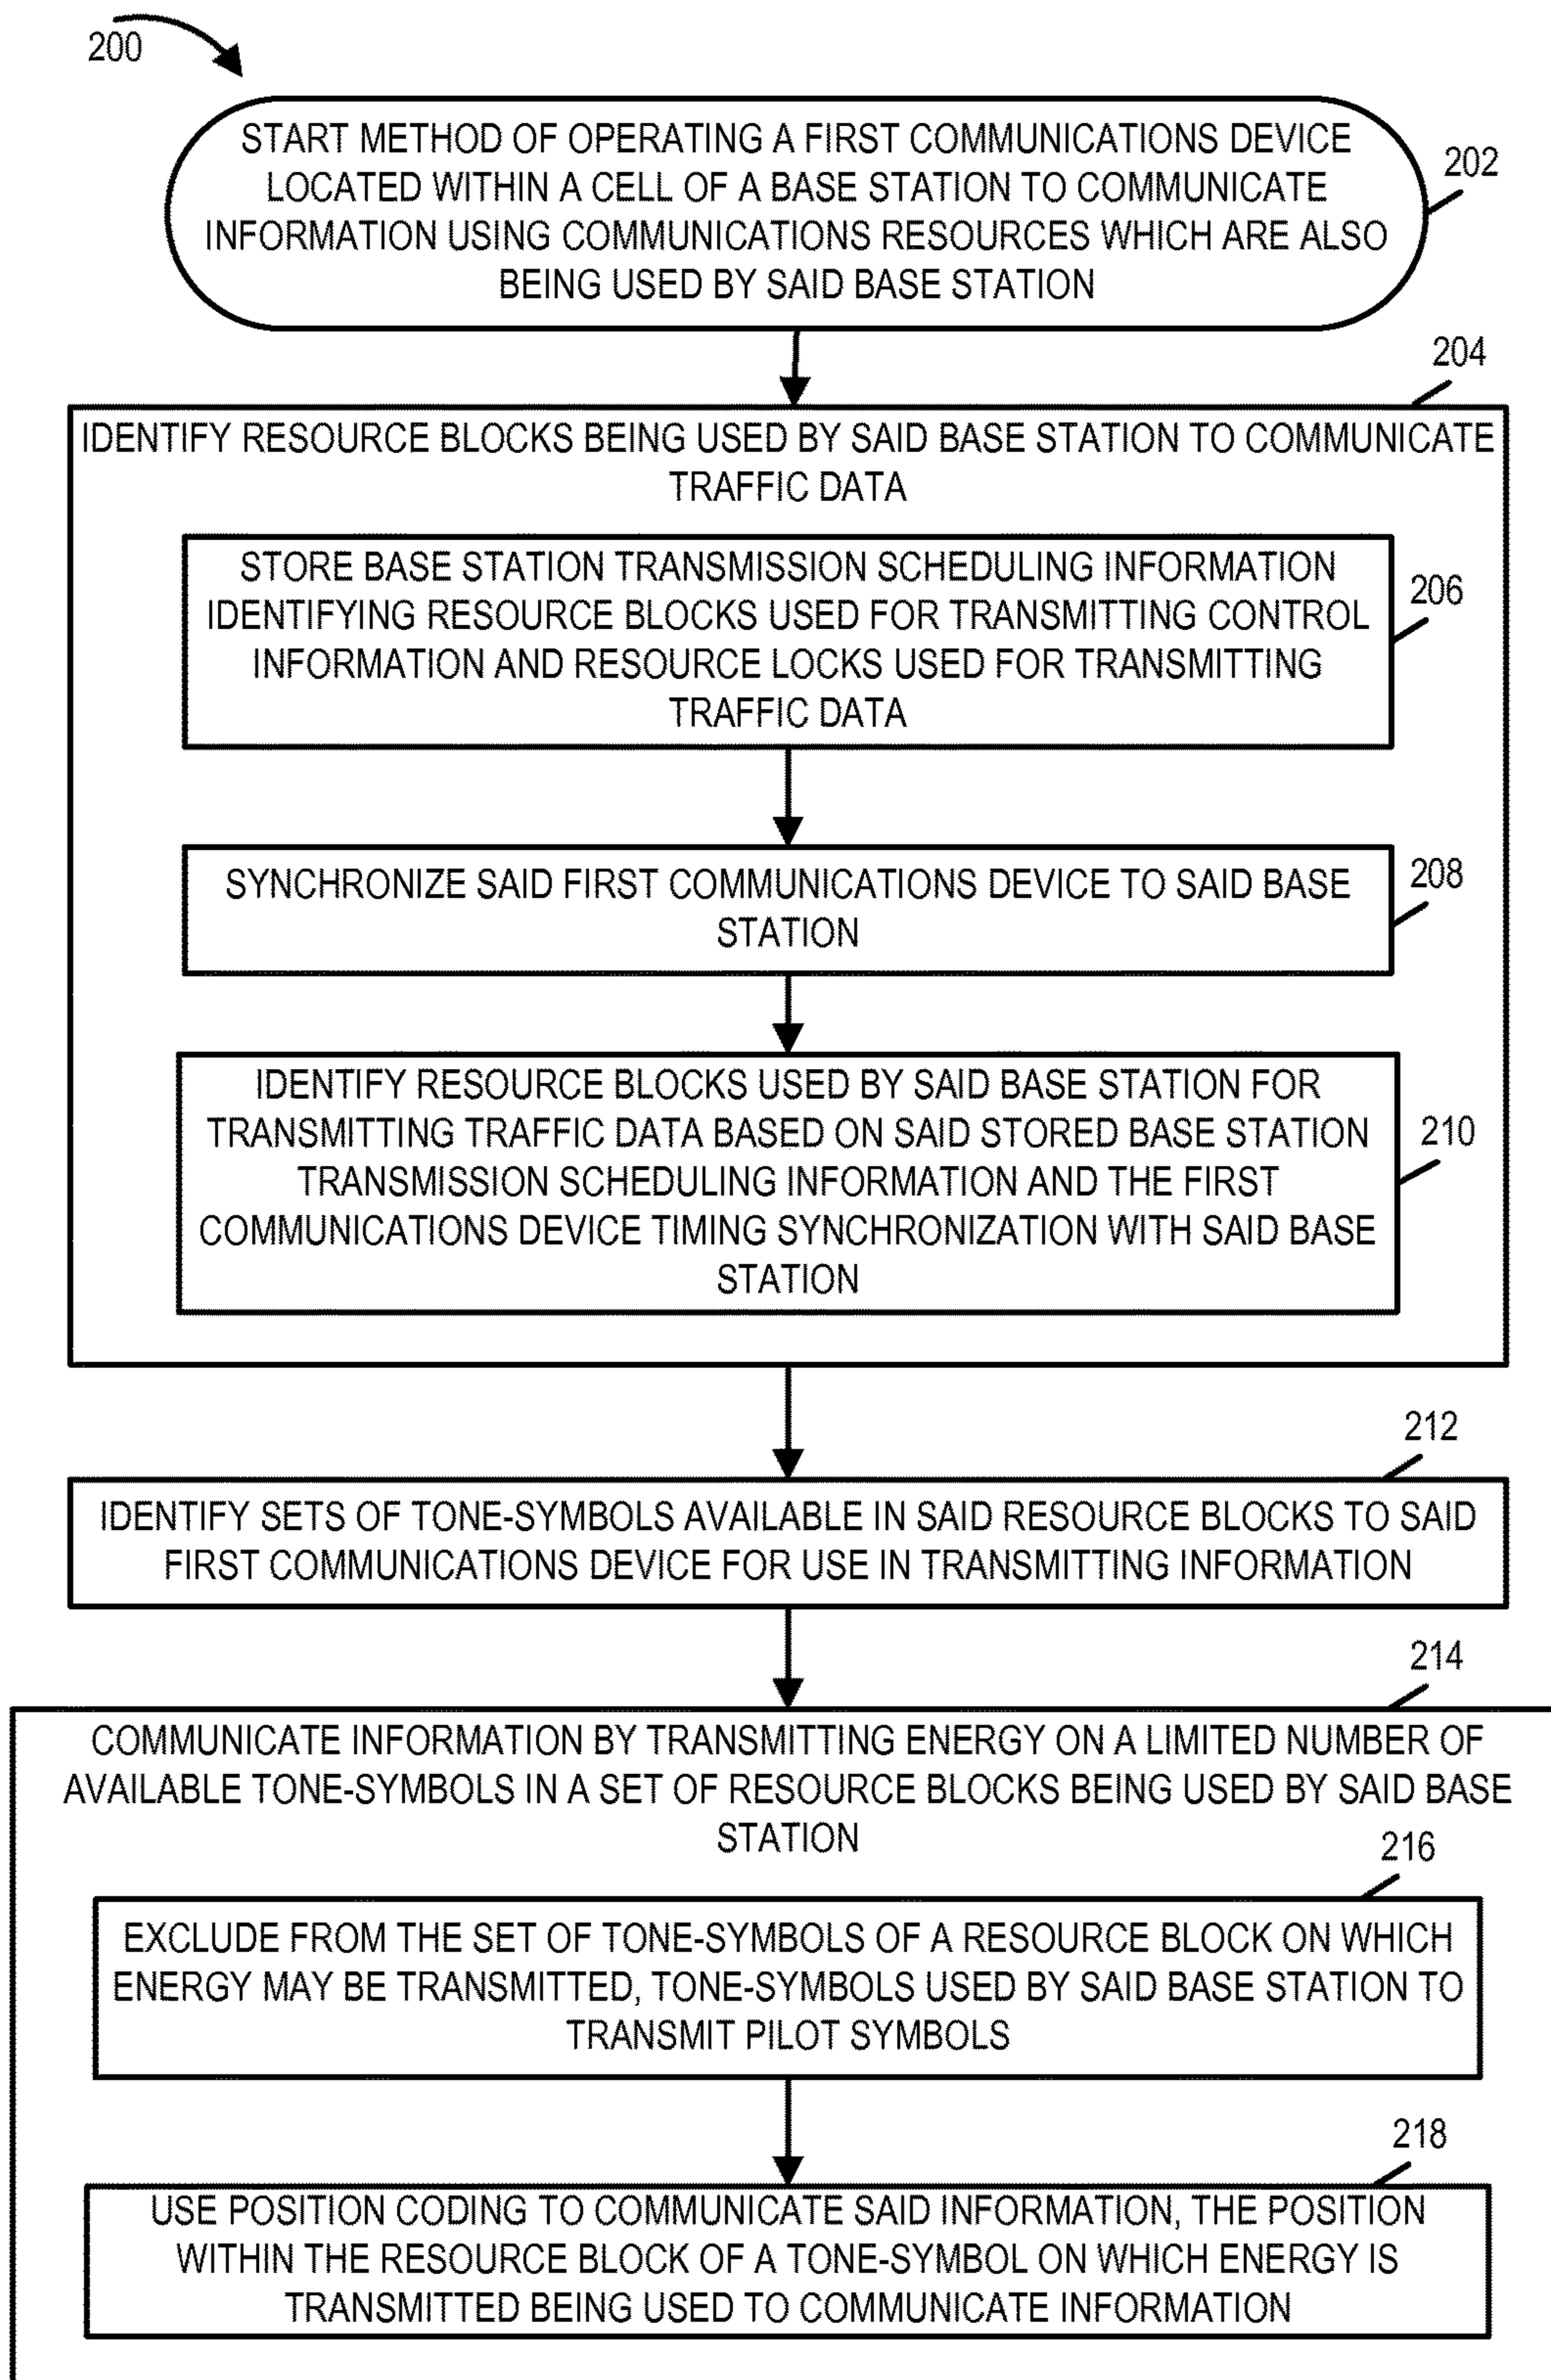 200
START METHOD OF OPERATING A FIRST COMMUNICATIONS DEVICE
LOCATED WITHIN A CELL OF A BASE STATION TO COMMUNICATE
INFORMATION USING COMMUNICATIONS RESOURCES WHICH ARE ALSO
BEING USED BY SAID BASE STATION
202
204
IDENTIFY RESOURCE BLOCKS BEING USED BY SAID BASE STATION TO COMMUNICATE
TRAFFIC DATA
STORE BASE STATION TRANSMISSION SCHEDULING INFORMATION
IDENTIFYING RESOURCE BLOCKS USED FOR TRANSMITTING CONTROL
INFORMATION AND RESOURCE LOCKS USED FOR TRANSMITTING
TRAFFIC DATA
206
SYNCHRONIZE SAID FIRST COMMUNICATIONS DEVICE TO SAID BASE
STATION
208
IDENTIFY RESOURCE BLOCKS USED BY SAID BASE STATION FOR
TRANSMITTING TRAFFIC DATA BASED ON SAID STORED BASE STATION
TRANSMISSION SCHEDULING INFORMATION AND THE FIRST
COMMUNICATIONS DEVICE TIMING SYNCHRONIZATION WITH SAID BASE
STATION
210
212
IDENTIFY SETS OF TONE-SYMBOLS AVAILABLE IN SAID RESOURCE BLOCKS TO SAID
FIRST COMMUNICATIONS DEVICE FOR USE IN TRANSMITTING INFORMATION
214
COMMUNICATE INFORMATION BY TRANSMITTING ENERGY ON A LIMITED NUMBER OF
AVAILABLE TONE-SYMBOLS IN A SET OF RESOURCE BLOCKS BEING USED BY SAID BASE
STATION
216
EXCLUDE FROM THE SET OF TONE-SYMBOLS OF A RESOURCE BLOCK ON WHICH
ENERGY MAY BE TRANSMITTED, TONE-SYMBOLS USED BY SAID BASE STATION TO
TRANSMIT PILOT SYMBOLS
218
USE POSITION CODING TO COMMUNICATE SAID INFORMATION, THE POSITION
WITHIN THE RESOURCE BLOCK OF A TONE-SYMBOL ON WHICH ENERGY IS
TRANSMITTED BEING USED TO COMMUNICATE INFORMATION